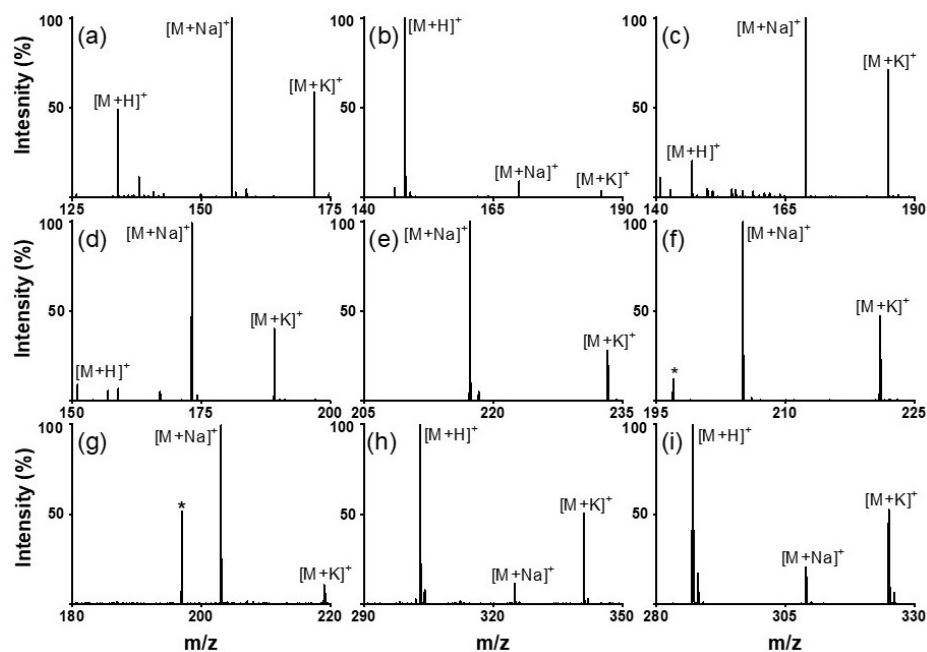 Intesnity (%)
100
50
(a)
[M+H]⁺
[M+Na]⁺
[M+K]⁺
125
150
175
100
50
(b)
[M+H]⁺
[M+Na]⁺
[M+K]⁺
140
165
190
100
50
(c)
[M+H]⁺
[M+Na]⁺
[M+K]⁺
140
165
190
Intensity (%)
100
50
(d)
[M+H]⁺
[M+Na]⁺
[M+K]⁺
150
175
200
100
50
(e)
[M+Na]⁺
[M+K]⁺
205
220
235
100
50
(f)
*
[M+Na]⁺
[M+K]⁺
195
210
225
Intensity (%)
100
50
(g)
*
[M+Na]⁺
[M+K]⁺
180
200
220
m/z
100
50
(h)
[M+H]⁺
[M+Na]⁺
[M+K]⁺
290
320
350
m/z
100
50
(i)
[M+H]⁺
[M+Na]⁺
[M+K]⁺
280
305
330
m/z